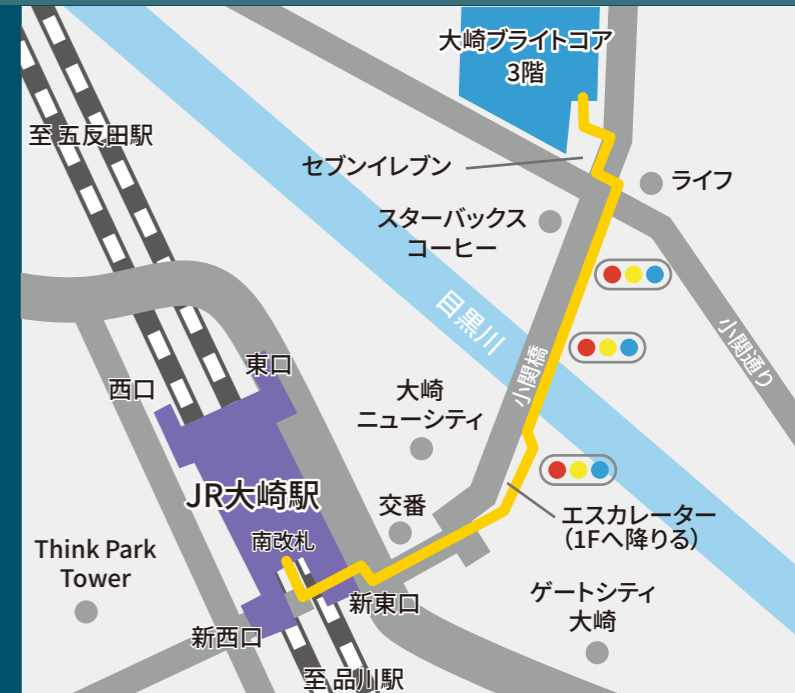 大崎ブライトコア
3階
至 五反田駅
セブンイレブン
ライフ
スターバックス
コーヒー
目黒川
小関通り
小関橋
東口
西口
大崎
ニューシティ
JR大崎駅
交番
エスカレーター
（1Fへ降りる）
南改札
Think Park
Tower
ゲートシティ
大崎
新東口
新西口
至 品川駅